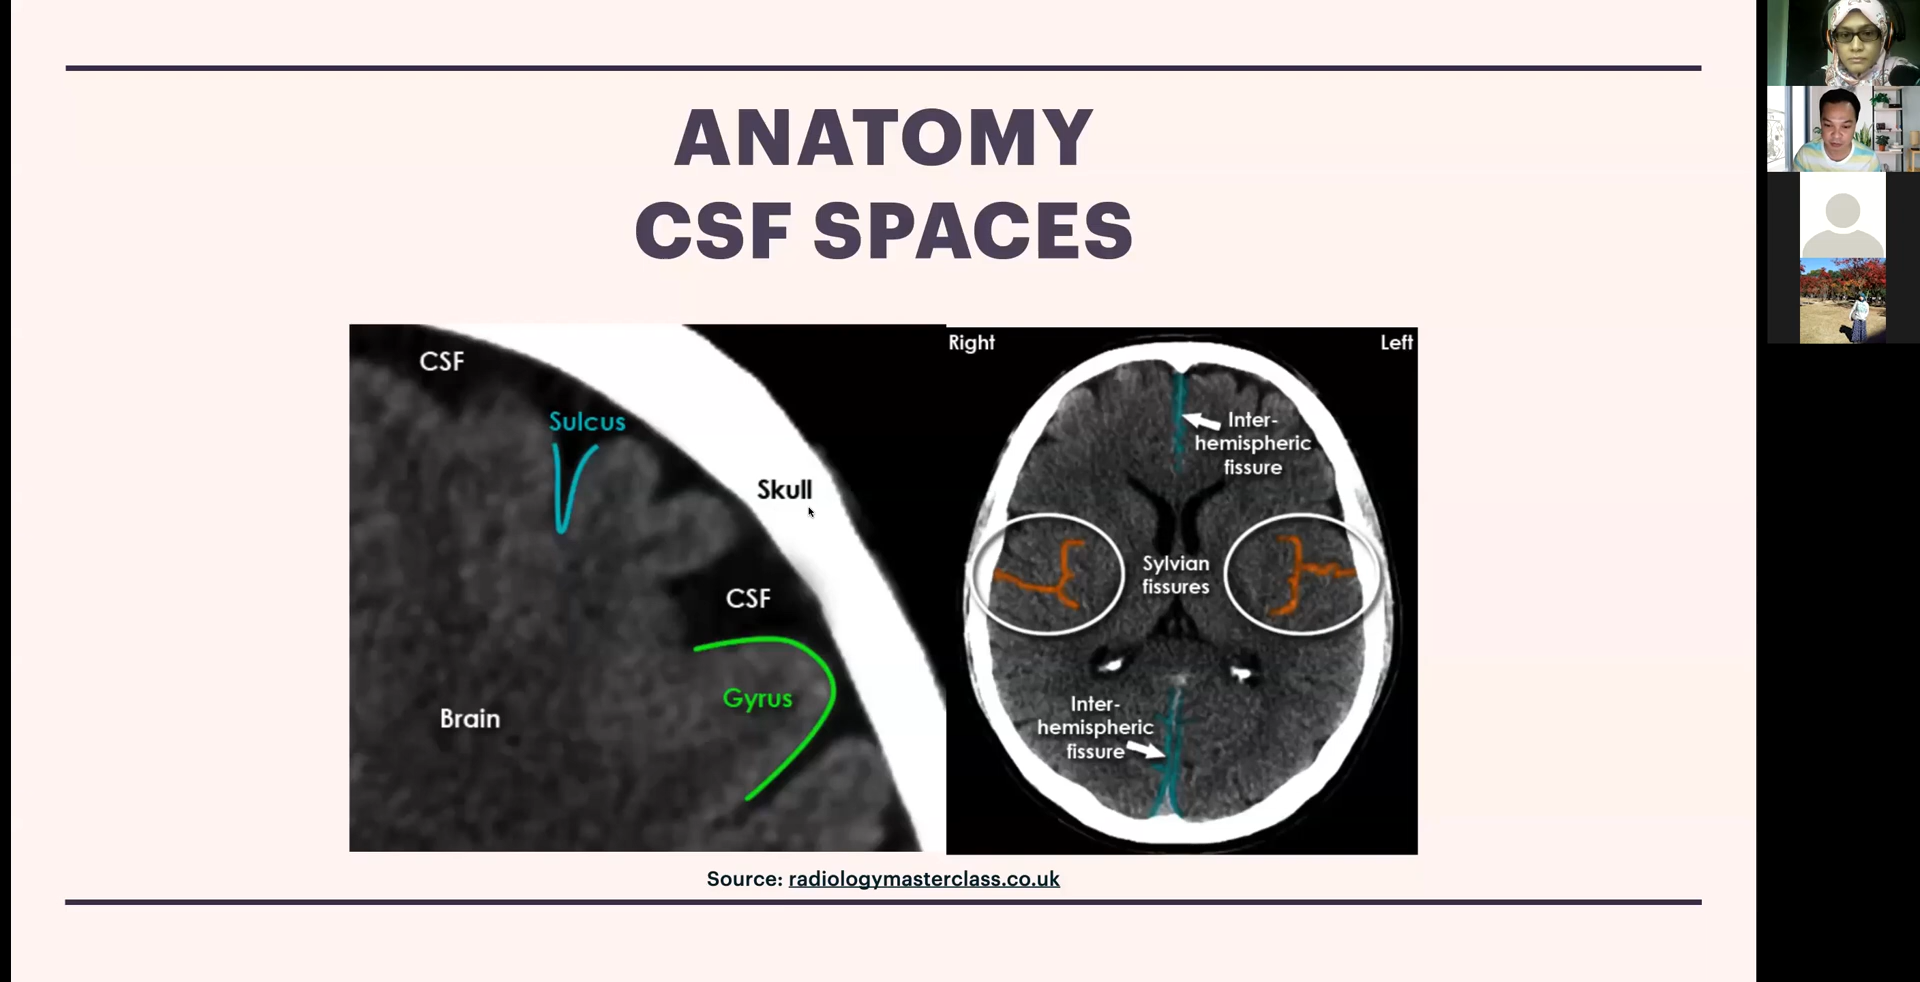 ANATOMY
CSF SPACES
CSF
Sulcus
Skull
CSF
Gyrus
Brain
Right
Left
Inter-
hemispheric
fissure
Sylvian
fissures
Inter-
hemispheric
fissure
Source: radiologymasterclass.co.uk